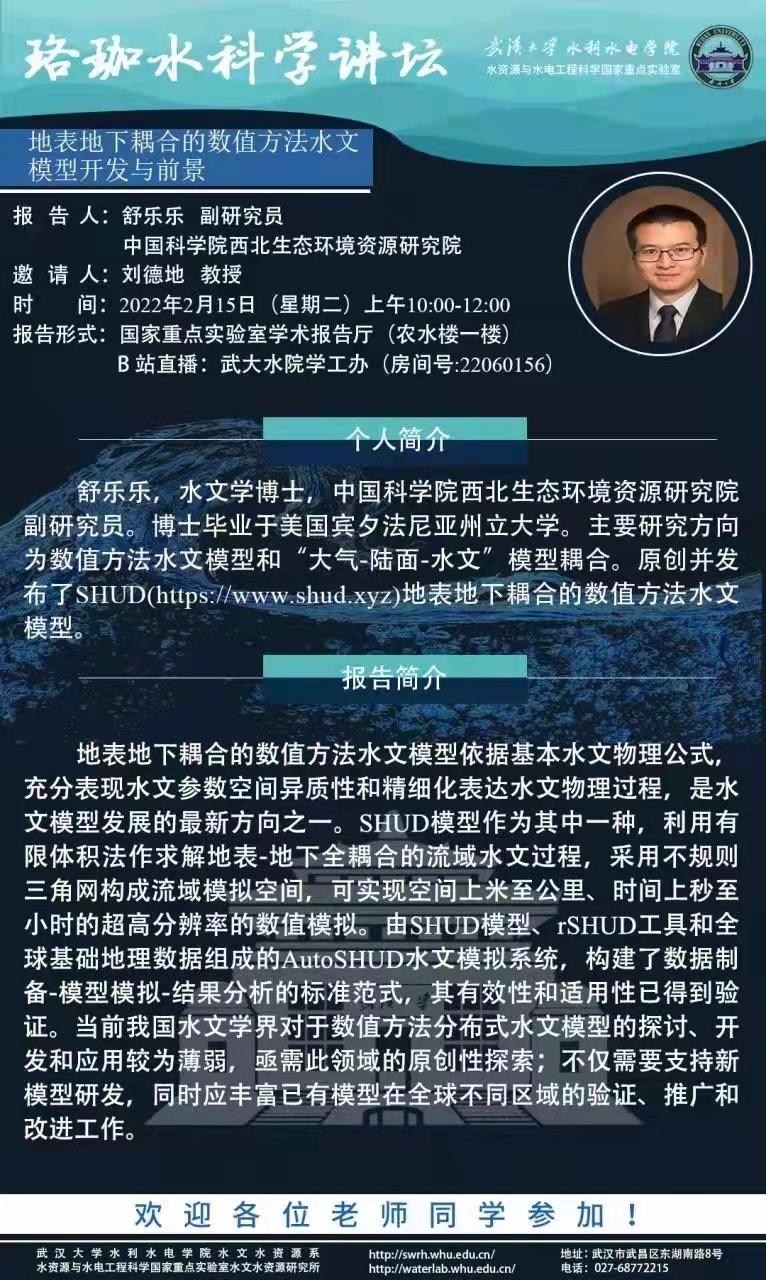 珞珈水科学讲坛
武汉大学 水利水电学院
水资源与水电工程科学国家重点实验室
地表地下耦合的数值方法水文
模型开发与前景
报 告 人：舒乐乐 副研究员
中国科学院西北生态环境资源研究院
邀 请 人：刘德地 教授
时 间：2022年2月15日（星期二）上午10:00-12:00
报告形式：国家重点实验室学术报告厅（农水楼一楼）
B 站直播：武大水院学工办（房间号:22060156）
个人简介
舒乐乐，水文学博士，中国科学院西北生态环境资源研究院
副研究员。博士毕业于美国宾夕法尼亚州立大学。主要研究方向
为数值方法水文模型和“大气-陆面-水文”模型耦合。原创并发
布了SHUD(https://www.shud.xyz)地表地下耦合的数值方法水文
模型。
报告简介
地表地下耦合的数值方法水文模型依据基本水文物理公式，
充分表现水文参数空间异质性和精细化表达水文物理过程，是水
文模型发展的最新方向之一。SHUD模型作为其中一种，利用有
限体积法作求解地表-地下全耦合的流域水文过程，采用不规则
三角网构成流域模拟空间，可实现空间上米至公里、时间上秒至
小时的超高分辨率的数值模拟。由SHUD模型、rSHUD工具和全
球基础地理数据组成的AutoSHUD水文模拟系统，构建了数据制
备-模型模拟-结果分析的标准范式，其有效性和适用性已得到验
证。当前我国水文学界对于数值方法分布式水文模型的探讨、开
发和应用较为薄弱，亟需此领域的原创性探索；不仅需要支持新
模型研发，同时应丰富已有模型在全球不同区域的验证、推广和
改进工作。
欢迎各位老师同学参加！
武汉大学水利水电学院水文水资源系
水资源与水电工程科学国家重点实验室水文水资源研究所
http://swrh.whu.edu.cn/
http://waterlab.whu.edu.cn/
地址：武汉市武昌区东湖南路8号
电话：027-68772215